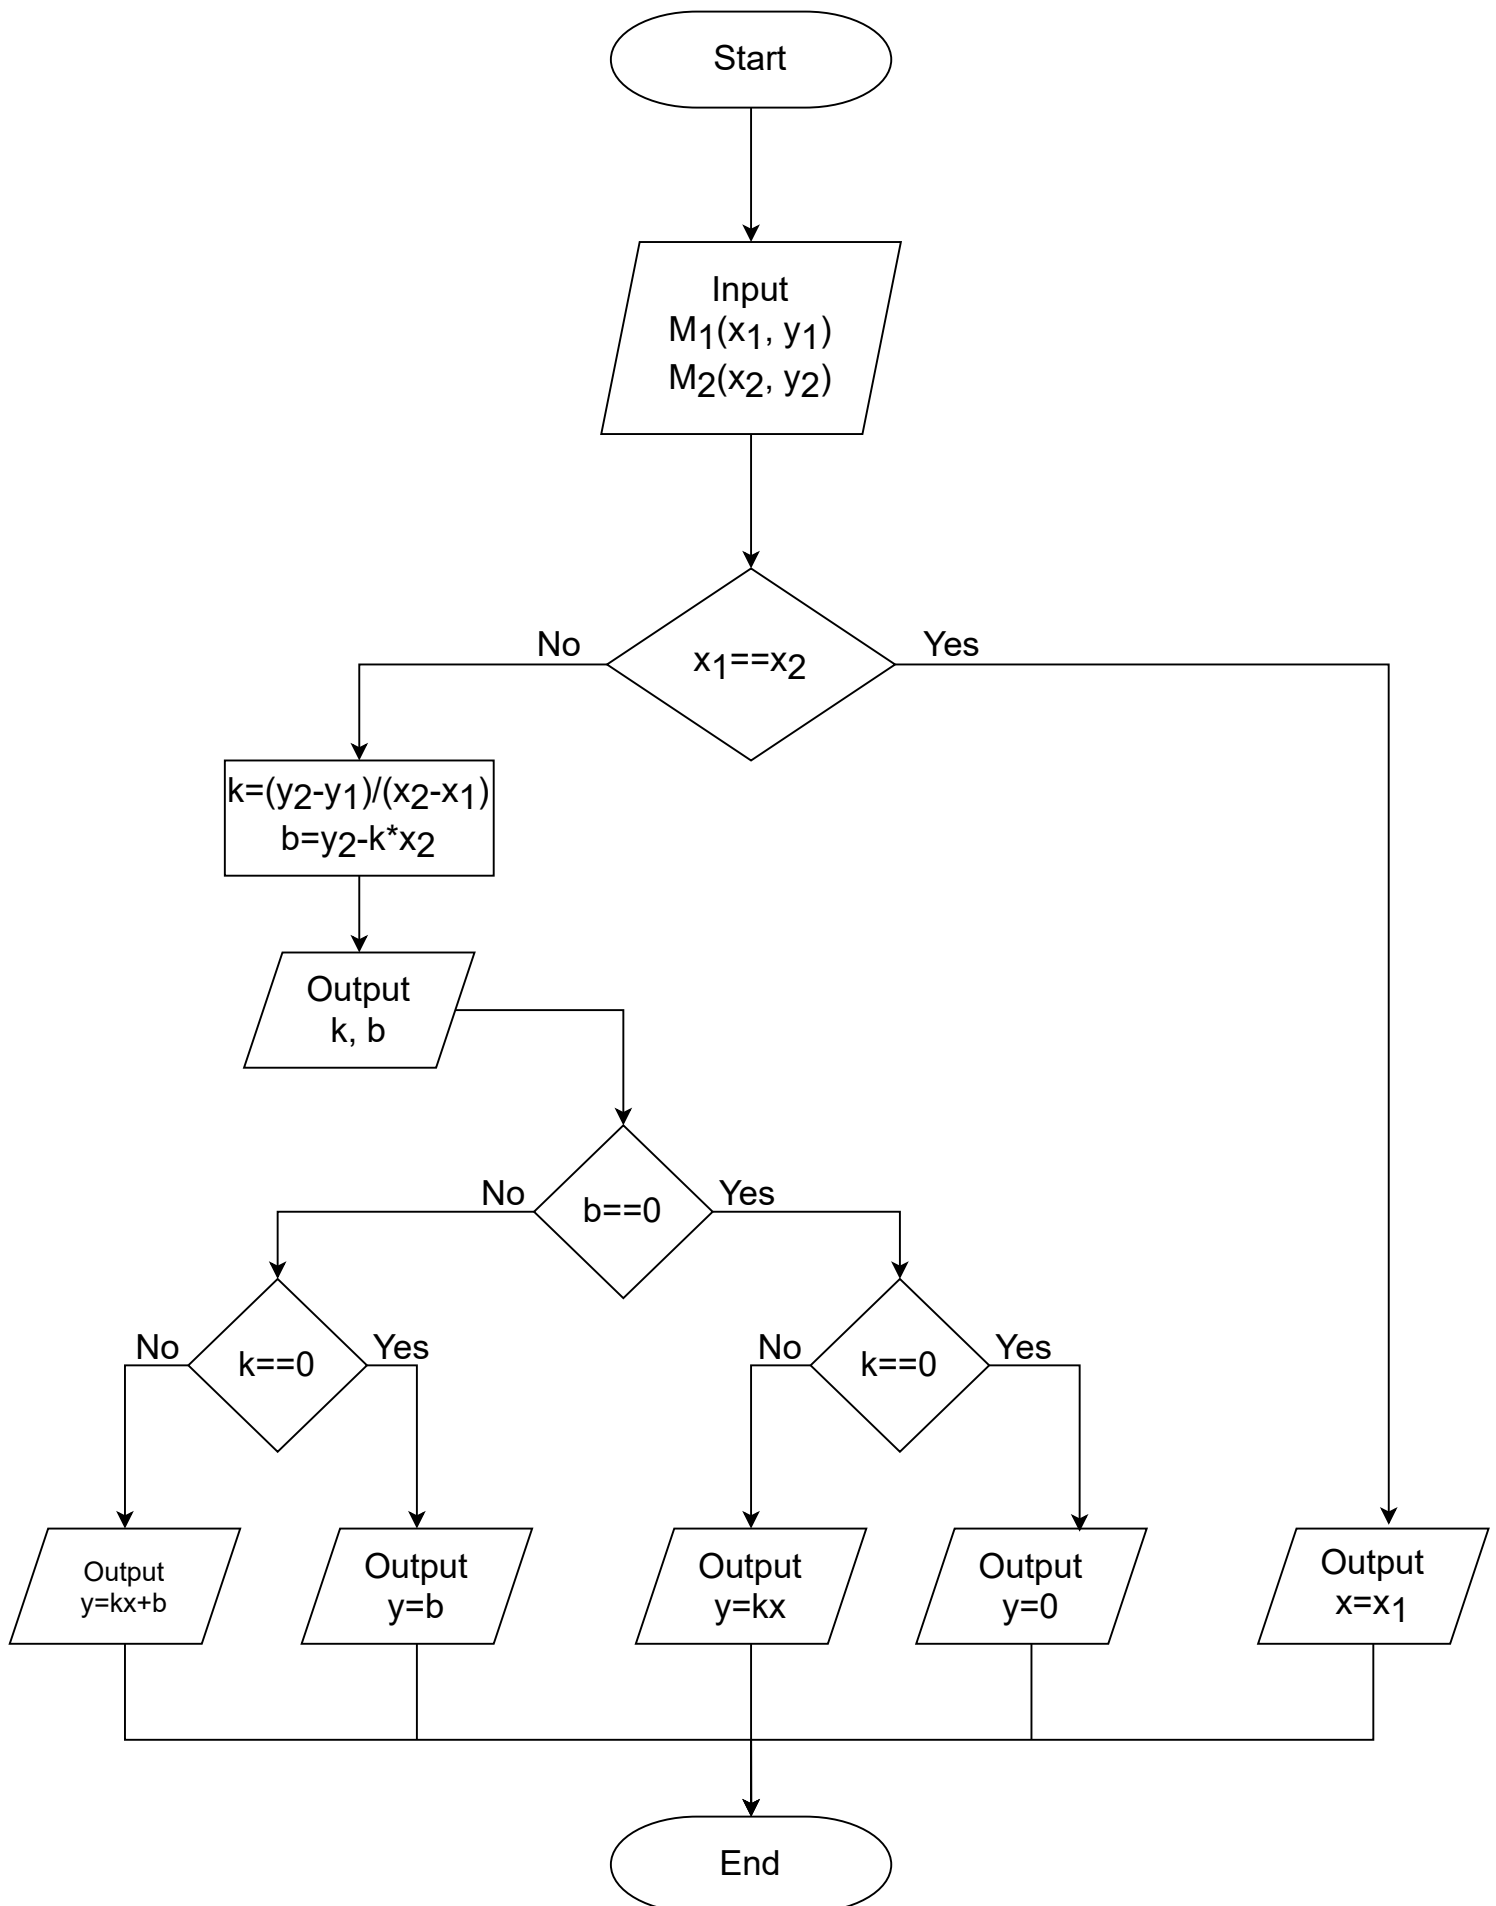 Start
Input
M1(x1, y1)
M2(x2, y2)
x1==x2
No
Yes
k=(y2-y1)/(x2-x1)
b=y2-k*x2
Output
k, b
b==0
No
Yes
k==0
No
Yes
k==0
No
Yes
Output
y=kx+b
Output
y=b
Output
y=kx
Output
y=0
Output
x=x1
End